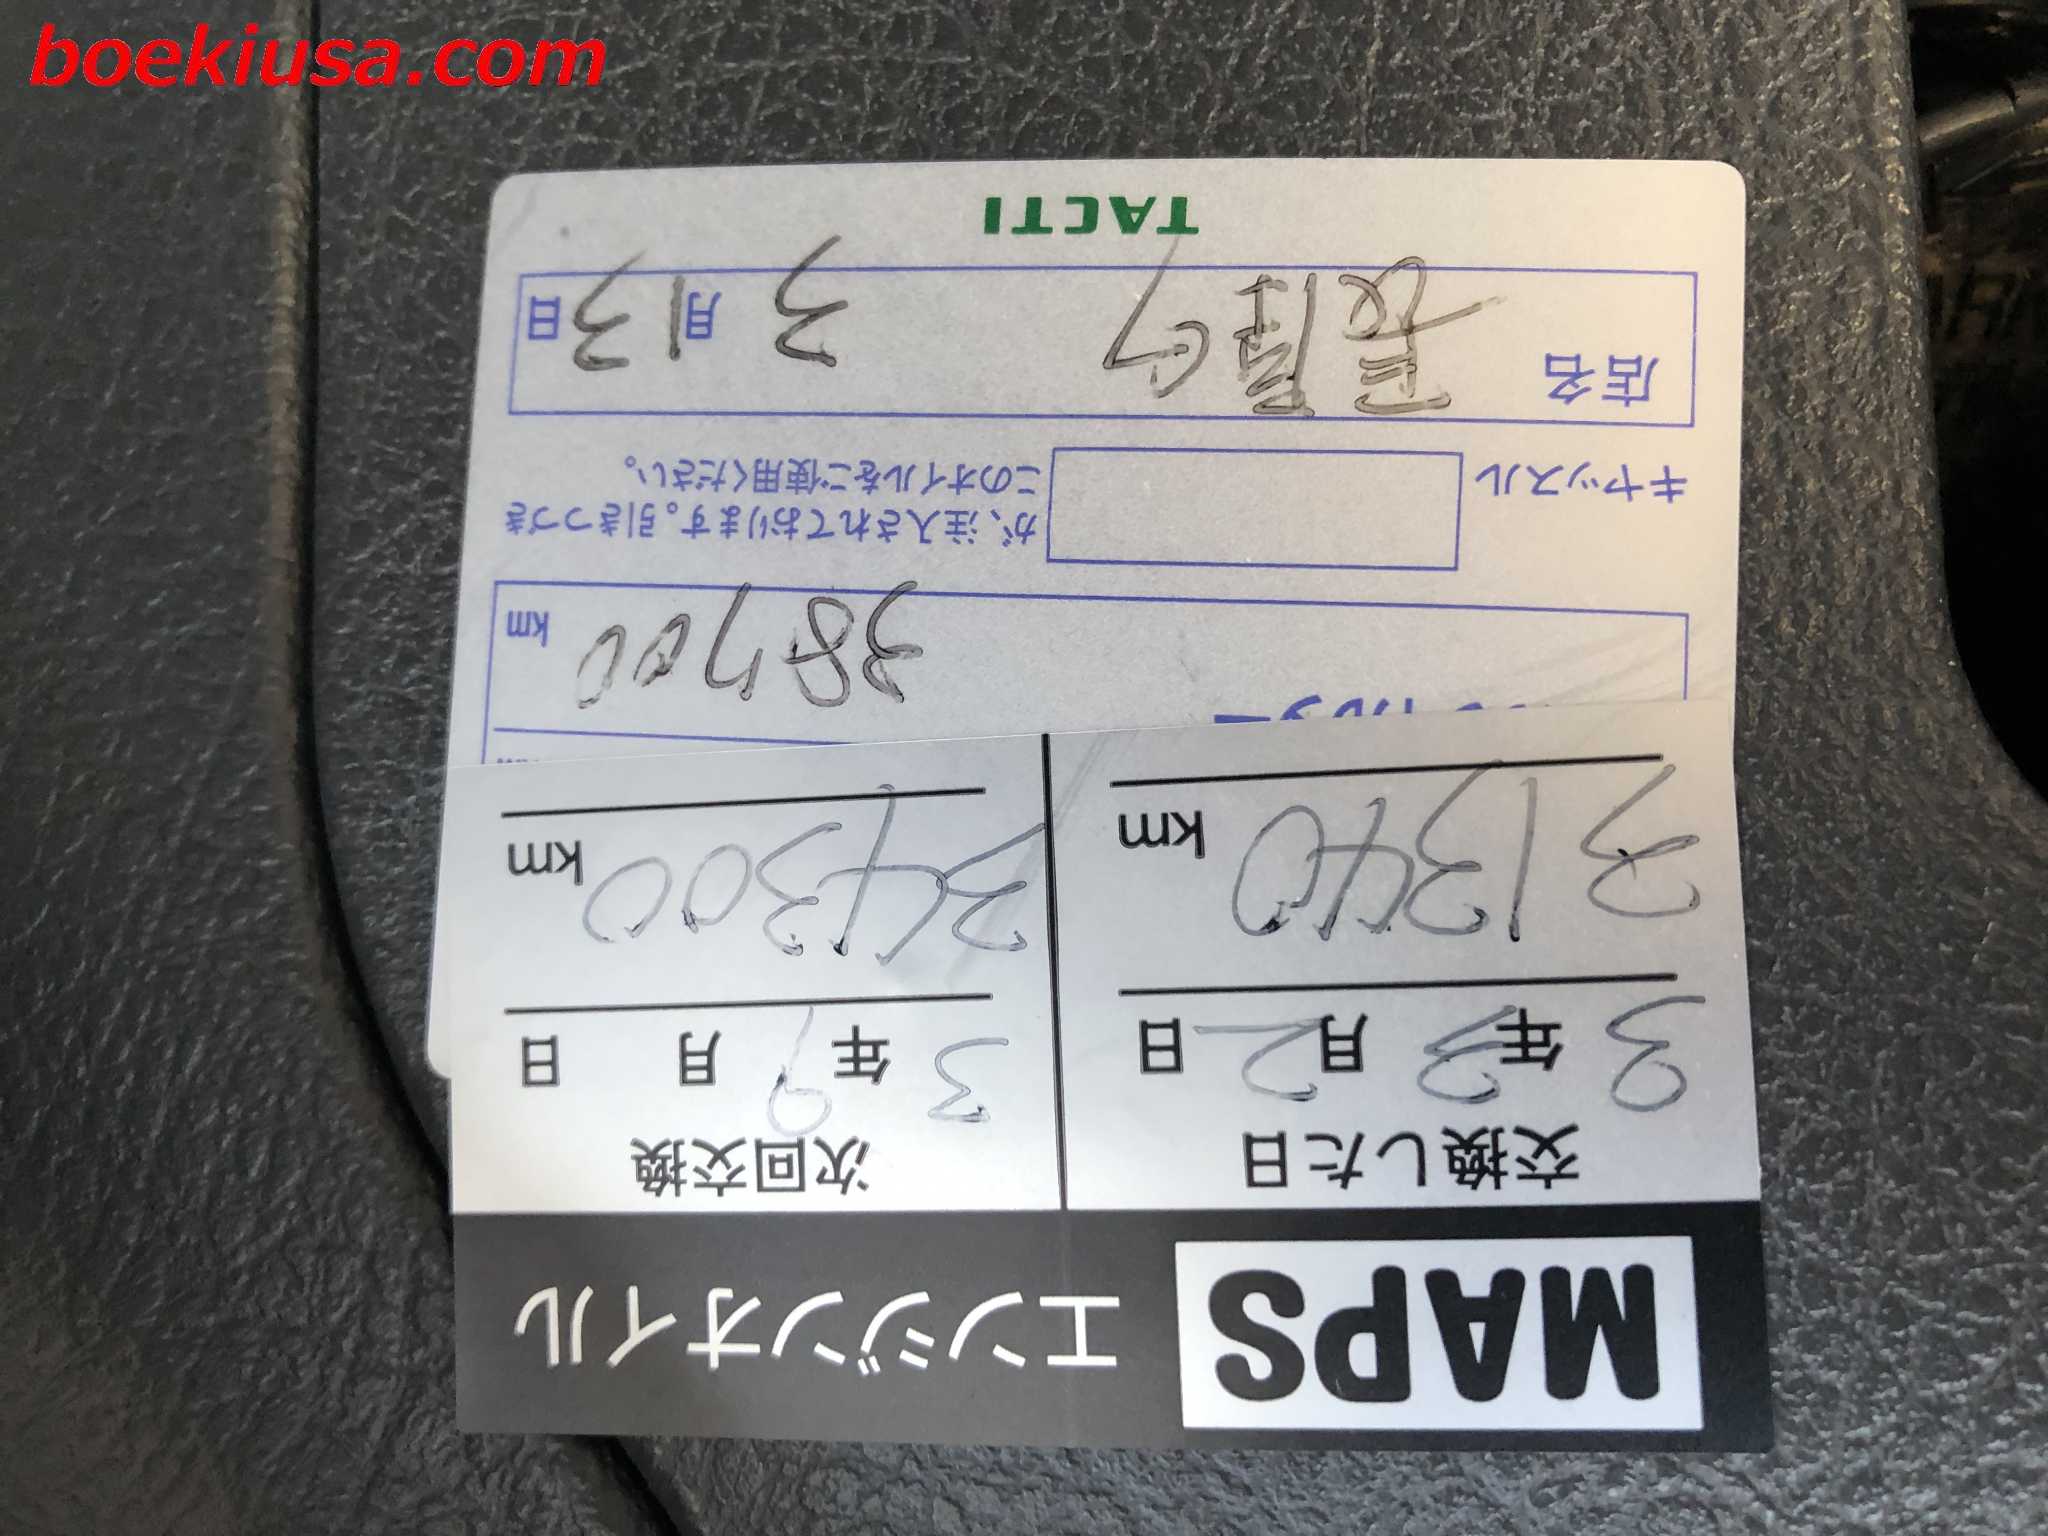 boekiusa.com
MAPS エンジンオイル
交換した日 次回交換
3年3月2日 3年9月 日
31340 km 34300 km
38700 km
キャッスル が、注入されております。引きつづき
このオイルをご使用ください。
店名 3月13日
TACTI